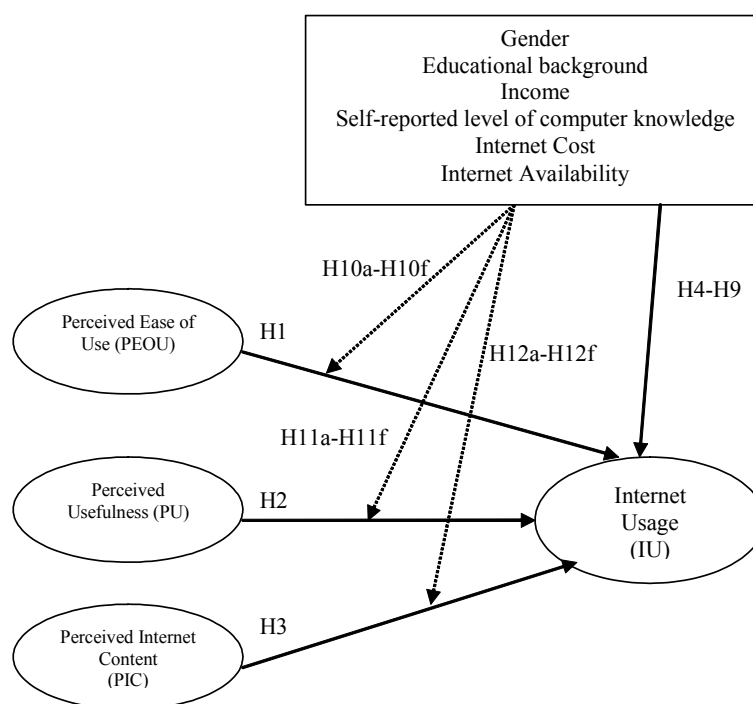 Gender
Educational background
Income
Self-reported level of computer knowledge
Internet Cost
Internet Availability
H10a-H10f
H4-H9
Perceived Ease of
Use (PEOU)
H1
H12a-H12f
H11a-H11f
Perceived
Usefulness (PU)
H2
Internet
Usage
(IU)
Perceived Internet
Content
(PIC)
H3